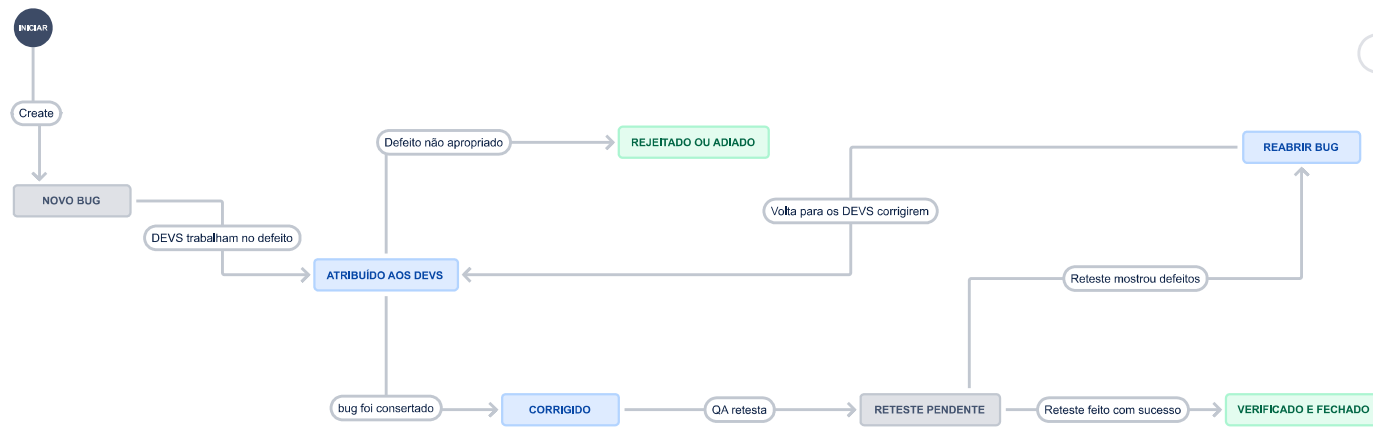 INICIAR
Create
Defeito não apropriado
REJEITADO OU ADIADO
REABRIR BUG
NOVO BUG
Volta para os DEVS corrigirem
DEVS trabalham no defeito
ATRIBUÍDO AOS DEVS
Reteste mostrou defeitos
bug foi consertado
CORRIGIDO
QA retesta
RETESTE PENDENTE
Reteste feito com sucesso
VERIFICADO E FECHADO